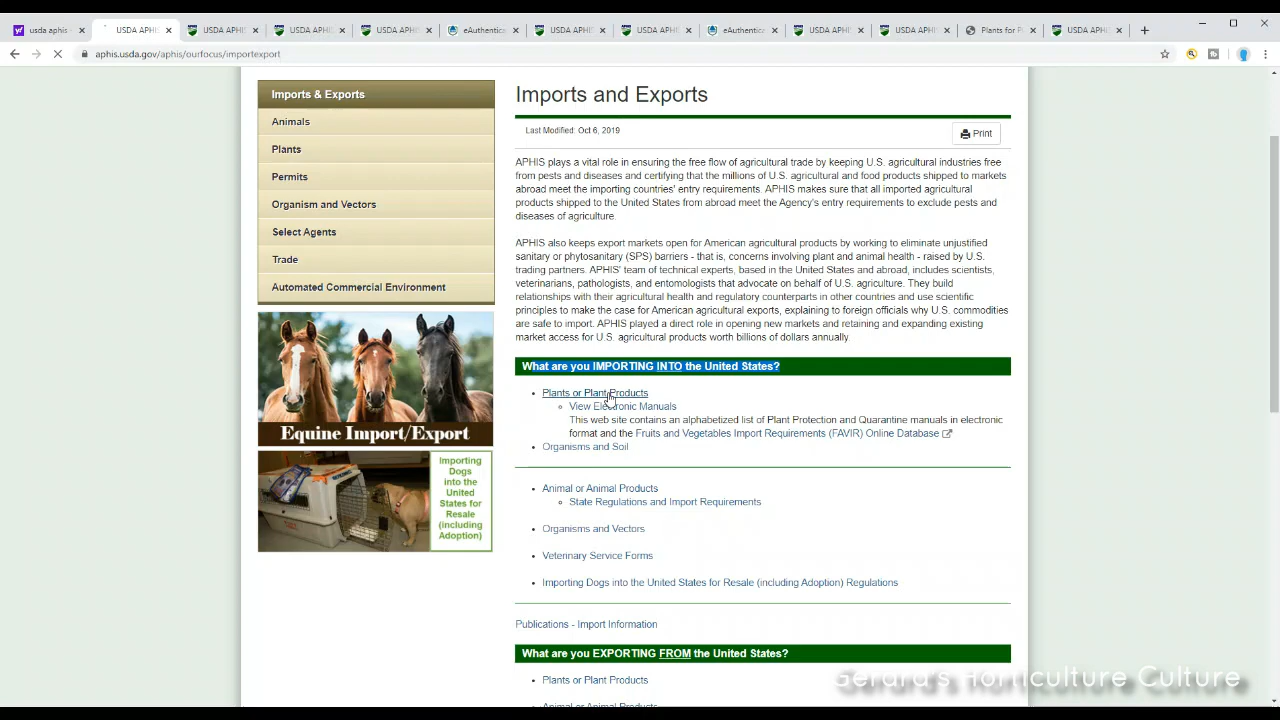 usda aphis
USDA APHIS
USDA APHIS
USDA APHIS
USDA APHIS
eAuthentica
USDA APHIS
USDA APHIS
eAuthentica
USDA APHIS
USDA APHIS
Plants for P
USDA APHIS
aphis.usda.gov/aphis/ourfocus/importexport
Imports & Exports
Animals
Plants
Permits
Organism and Vectors
Select Agents
Trade
Automated Commercial Environment
Equine Import/Export
Importing
Dogs
into the
United
States for
Resale
(including
Adoption)
Imports and Exports
Last Modified: Oct 6, 2019
Print
APHIS plays a vital role in ensuring the free flow of agricultural trade by keeping U.S. agricultural industries free
from pests and diseases and certifying that the millions of U.S. agricultural and food products shipped to markets
abroad meet the importing countries' entry requirements. APHIS makes sure that all imported agricultural
products shipped to the United States from abroad meet the Agency's entry requirements to exclude pests and
diseases of agriculture.
APHIS also keeps export markets open for American agricultural products by working to eliminate unjustified
sanitary or phytosanitary (SPS) barriers - that is, concerns involving plant and animal health - raised by U.S.
trading partners. APHIS' team of technical experts, based in the United States and abroad, includes scientists,
veterinarians, pathologists, and entomologists that advocate on behalf of U.S. agriculture. They build
relationships with their agricultural health and regulatory counterparts in other countries and use scientific
principles to make the case for American agricultural exports, explaining to foreign officials why U.S. commodities
are safe to import. APHIS played a direct role in opening new markets and retaining and expanding existing
market access for U.S. agricultural products worth billions of dollars annually.
What are you IMPORTING INTO the United States?
Plants or Plant Products
View Electronic Manuals
This web site contains an alphabetized list of Plant Protection and Quarantine manuals in electronic
format and the Fruits and Vegetables Import Requirements (FAVIR) Online Database
Organisms and Soil
Animal or Animal Products
State Regulations and Import Requirements
Organisms and Vectors
Veternary Service Forms
Importing Dogs into the United States for Resale (including Adoption) Regulations
Publications - Import Information
What are you EXPORTING FROM the United States?
Plants or Plant Products
Animal or Animal Products
Gerard's Horticulture Culture